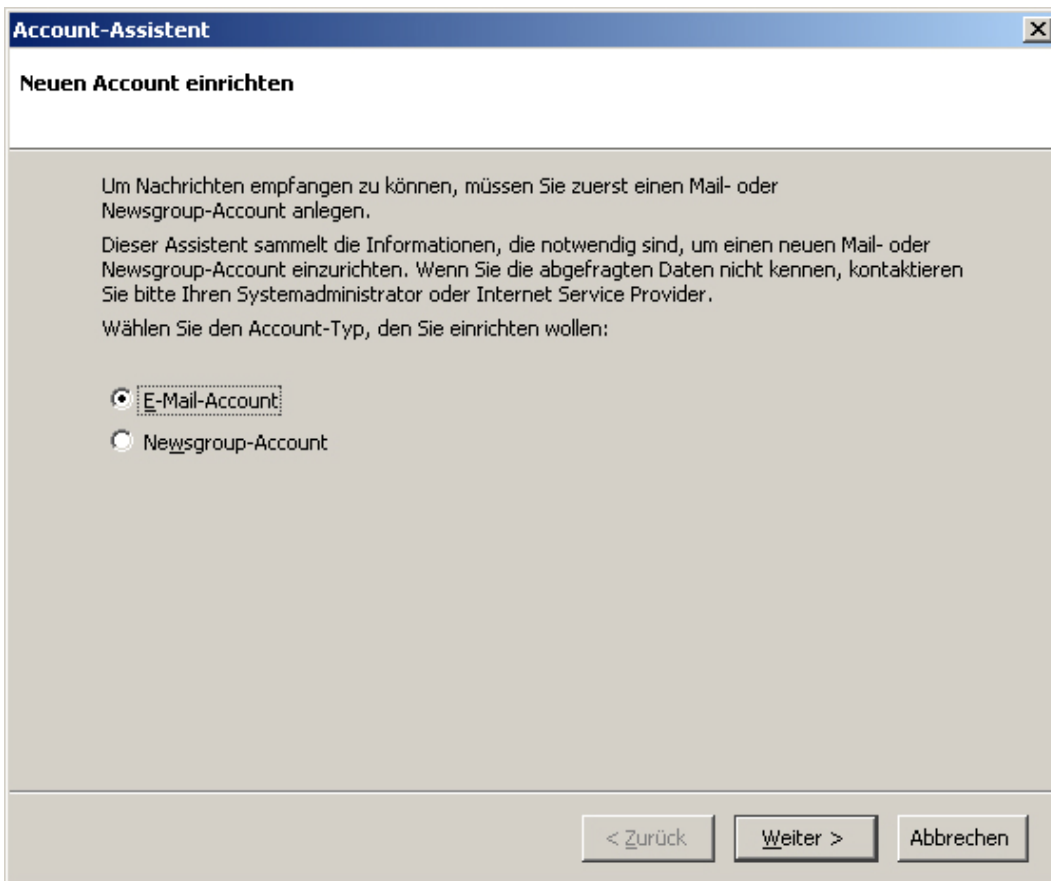 Account-Assistent
Neuen Account einrichten
Um Nachrichten empfangen zu können, müssen Sie zuerst einen Mail- oder
Newsgroup-Account anlegen.
Dieser Assistent sammelt die Informationen, die notwendig sind, um einen neuen Mail- oder
Newsgroup-Account einzurichten. Wenn Sie die abgefragten Daten nicht kennen, kontaktieren
Sie bitte Ihren Systemadministrator oder Internet Service Provider.
Wählen Sie den Account-Typ, den Sie einrichten wollen:
E-Mail-Account
Newsgroup-Account
< Zurück Weiter > Abbrechen